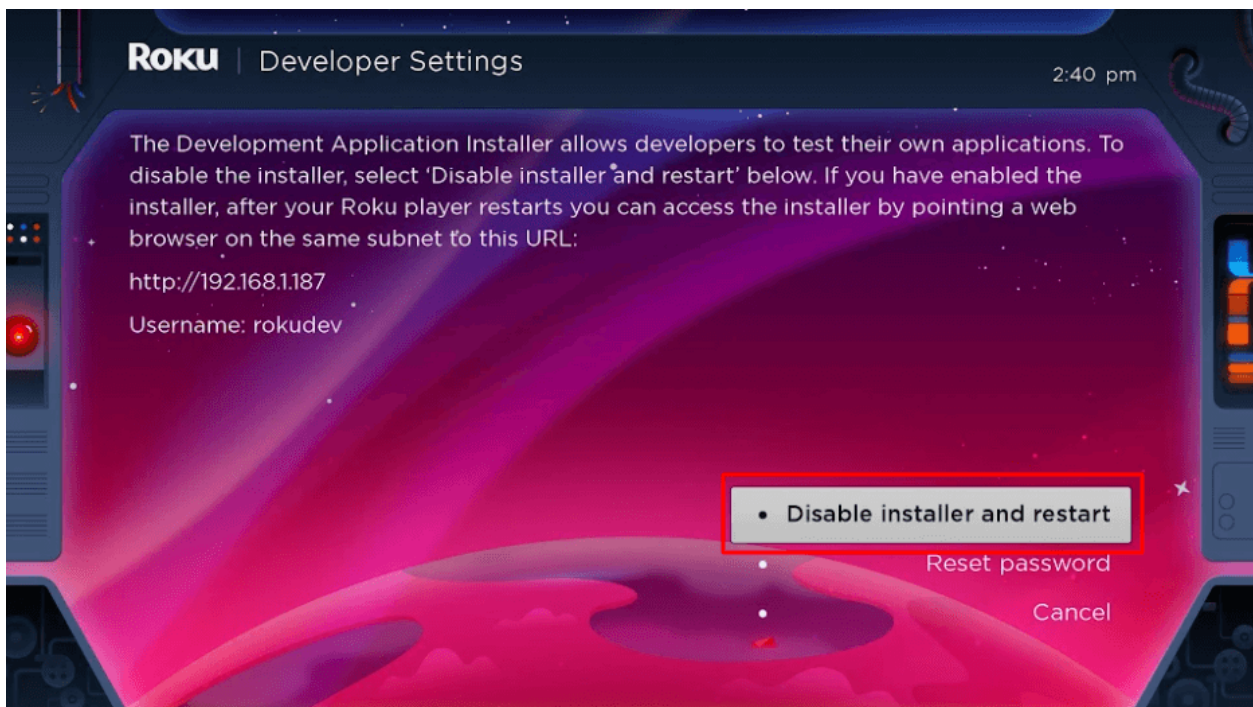 Roku | Developer Settings
2:40 pm
The Development Application Installer allows developers to test their own applications. To
disable the installer, select ‘Disable installer and restart’ below. If you have enabled the
installer, after your Roku player restarts you can access the installer by pointing a web
browser on the same subnet to this URL:
http://192.168.1.187
Username: rokudev
• Disable installer and restart
• Reset password
• Cancel